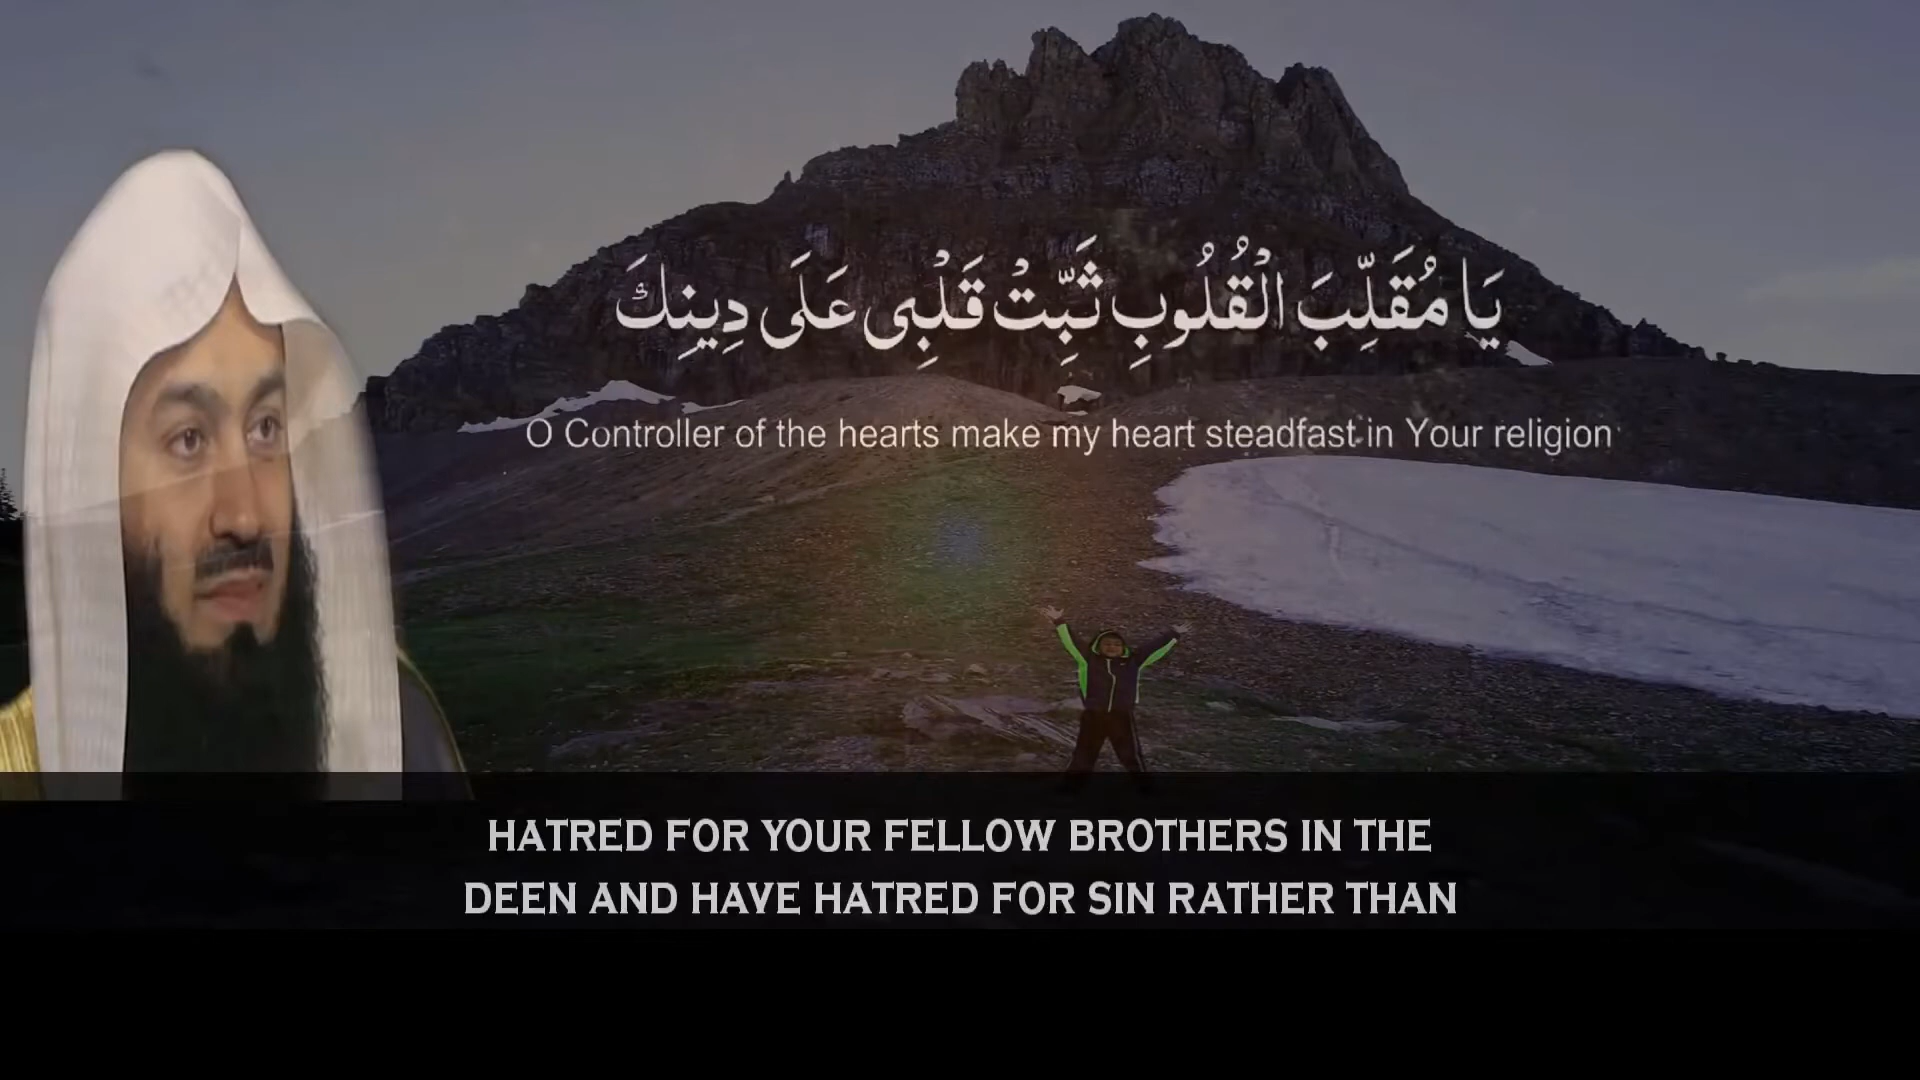 يَا مُقَلِّبَ الْقُلُوبِ ثَبِّتْ قَلْبِى عَلَى دِينِكَ
O Controller of the hearts make my heart steadfast in Your religion
HATRED FOR YOUR FELLOW BROTHERS IN THE
DEEN AND HAVE HATRED FOR SIN RATHER THAN